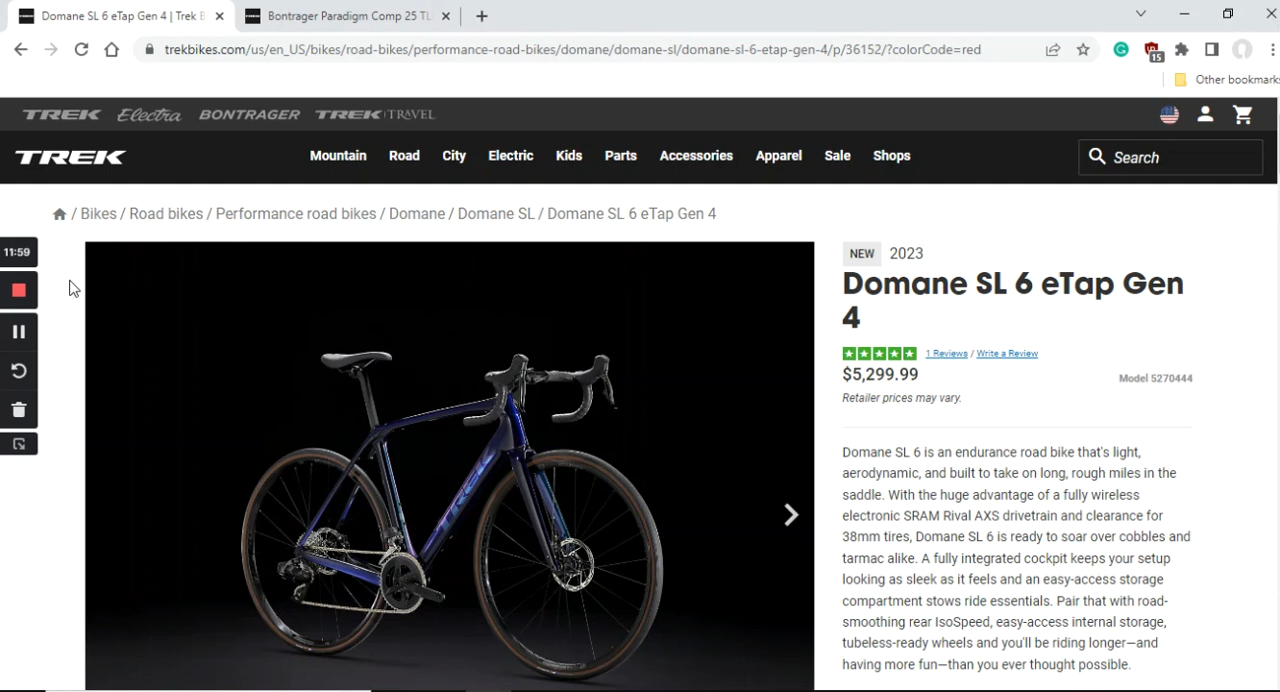 Domane SL 6 eTap Gen 4 | Trek B
Bontrager Paradigm Comp 25 TL
trekbikes.com/us/en_US/bikes/road-bikes/performance-road-bikes/domane/domane-sl/domane-sl-6-etap-gen-4/p/36152/?colorCode=red
15
Other bookmarks
TREK Electra BONTRAGER TREK TRAVEL
TREK Mountain Road City Electric Kids Parts Accessories Apparel Sale Shops Search
/ Bikes / Road bikes / Performance road bikes / Domane / Domane SL / Domane SL 6 eTap Gen 4
11:59
TREK
NEW 2023
Domane SL 6 eTap Gen
4
1 Reviews / Write a Review
$5,299.99
Model 5270444
Retailer prices may vary.
Domane SL 6 is an endurance road bike that's light,
aerodynamic, and built to take on long, rough miles in the
saddle. With the huge advantage of a fully wireless
electronic SRAM Rival AXS drivetrain and clearance for
38mm tires, Domane SL 6 is ready to soar over cobbles and
tarmac alike. A fully integrated cockpit keeps your setup
looking as sleek as it feels and an easy-access storage
compartment stows ride essentials. Pair that with road-
smoothing rear IsoSpeed, easy-access internal storage,
tubeless-ready wheels and you'll be riding longer—and
having more fun—than you ever thought possible.